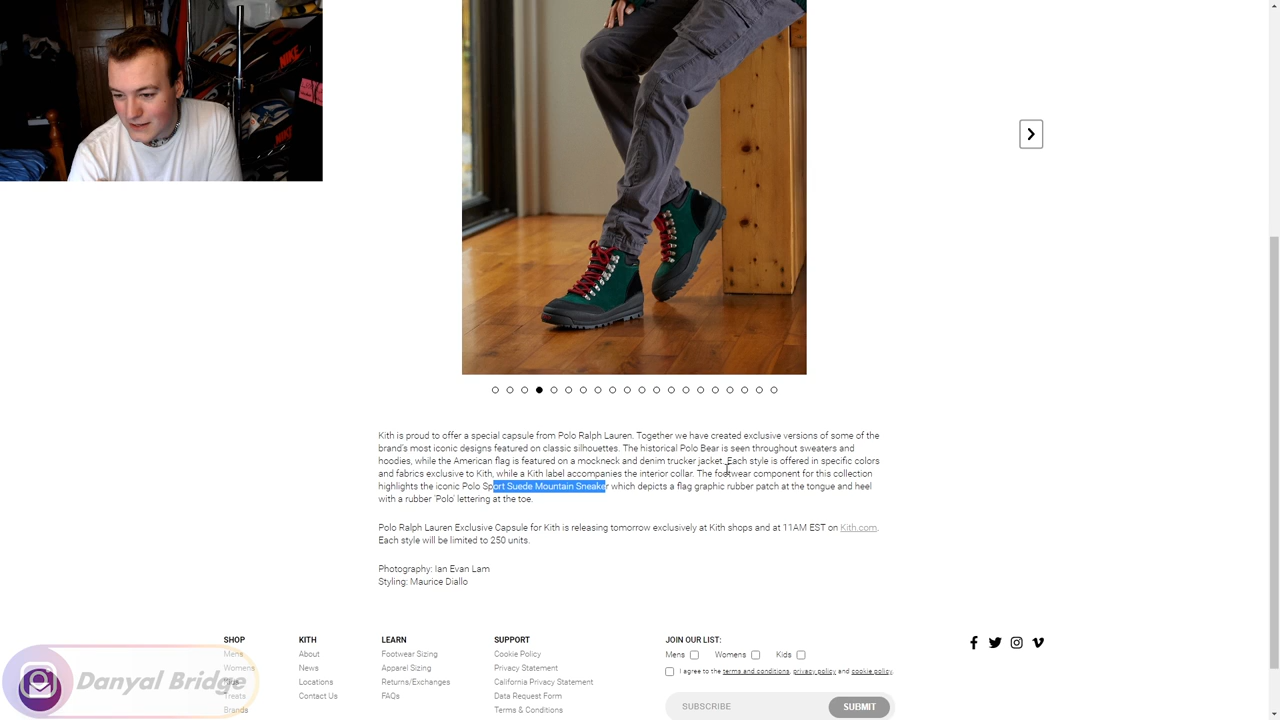 NIKE
NIKE
Kith is proud to offer a special capsule from Polo Ralph Lauren. Together we have created exclusive versions of some of the
brand's most iconic designs featured on classic silhouettes. The historical Polo Bear is seen throughout sweaters and
hoodies, while the American flag is featured on a mockneck and denim trucker jacket. Each style is offered in specific colors
and fabrics exclusive to Kith, while a Kith label accompanies the interior collar. The footwear component for this collection
highlights the iconic Polo Sport Suede Mountain Sneaker which depicts a flag graphic rubber patch at the tongue and heel
with a rubber 'Polo' lettering at the toe.
Polo Ralph Lauren Exclusive Capsule for Kith is releasing tomorrow exclusively at Kith shops and at 11AM EST on Kith.com.
Each style will be limited to 250 units.
Photography: Ian Evan Lam
Styling: Maurice Diallo
SHOP
Mens
Womens
Kids
Treats
Brands
KITH
About
News
Locations
Contact Us
LEARN
Footwear Sizing
Apparel Sizing
Returns/Exchanges
FAQs
SUPPORT
Cookie Policy
Privacy Statement
California Privacy Statement
Data Request Form
Terms & Conditions
JOIN OUR LIST:
Mens Womens Kids
I agree to the terms and conditions, privacy policy and cookie policy.
SUBSCRIBE SUBMIT
Danyal Bridge